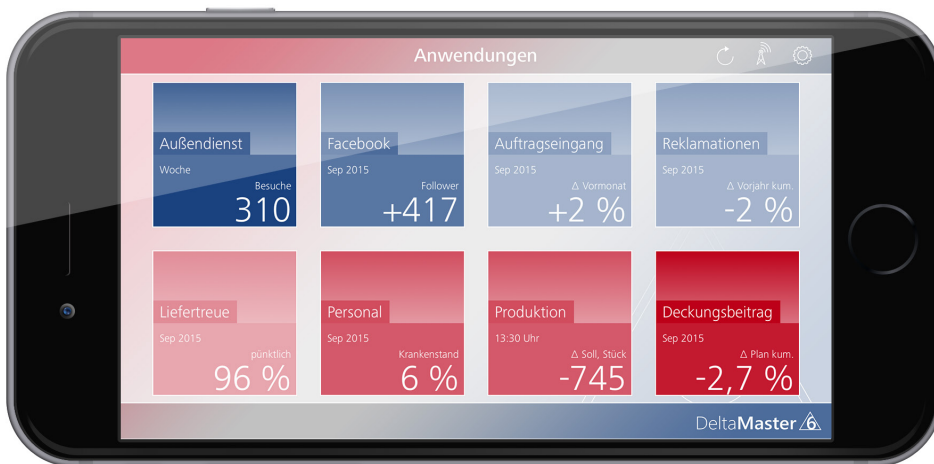 Anwendungen
Außendienst
Woche
Besuche
310
Facebook
Sep 2015
Follower
+417
Auftragseingang
Sep 2015
Δ Vormonat
+2 %
Reklamationen
Sep 2015
Δ Vorjahr kum.
-2 %
Liefertreue
Sep 2015
pünktlich
96 %
Personal
Sep 2015
Krankenstand
6 %
Produktion
13:30 Uhr
Δ Soll, Stück
-745
Deckungsbeitrag
Sep 2015
Δ Plan kum.
-2,7 %
DeltaMaster 6